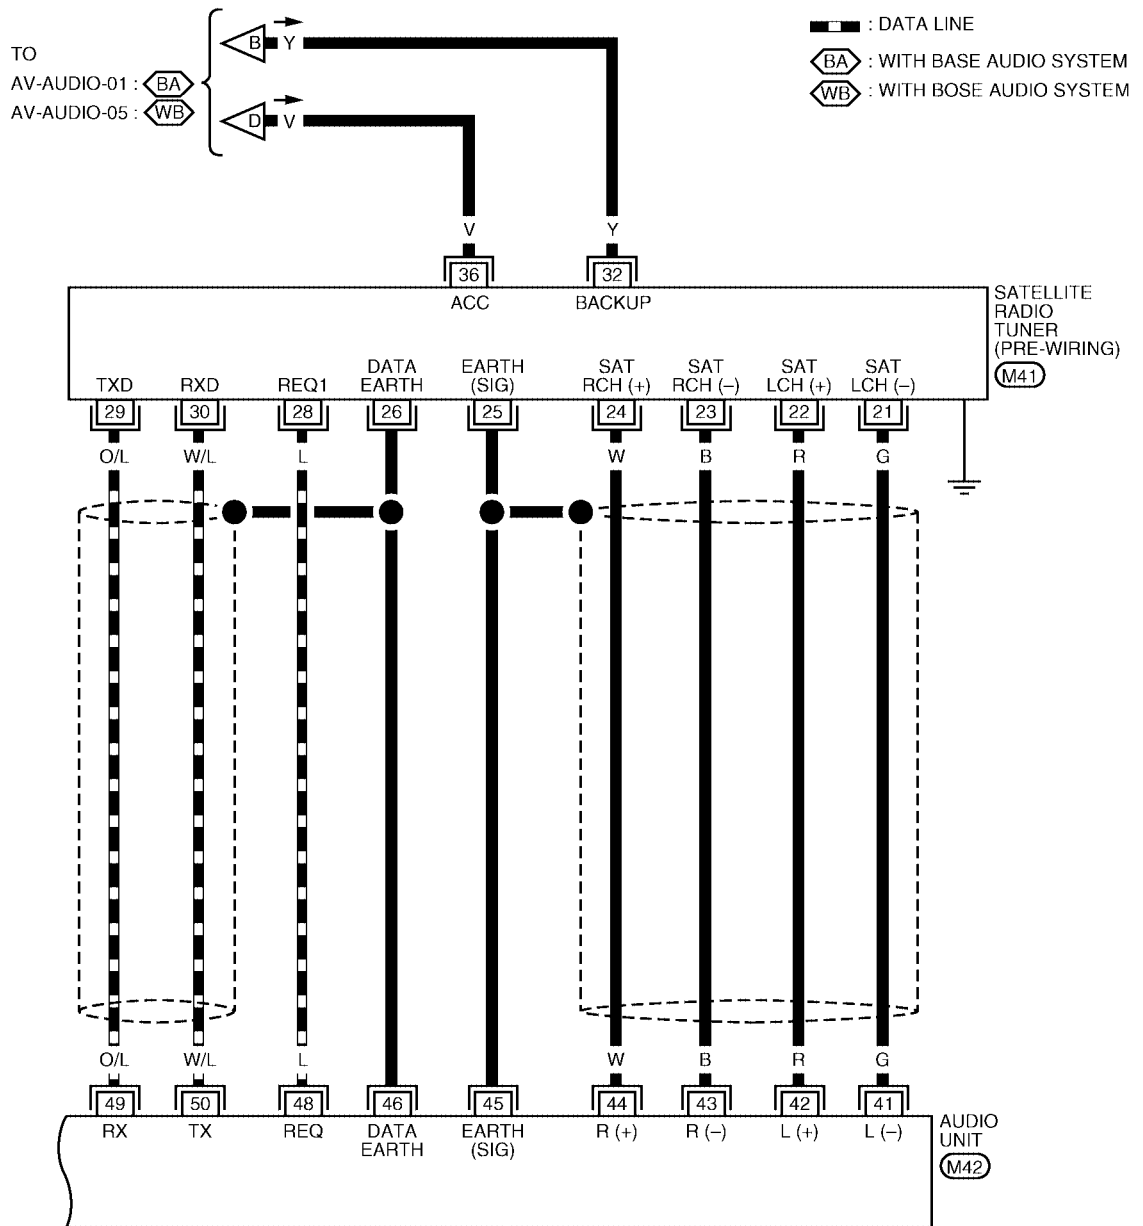 TO
AV-AUDIO-01 : BA
AV-AUDIO-05 : WB
B Y
D V
: DATA LINE
BA : WITH BASE AUDIO SYSTEM
WB : WITH BOSE AUDIO SYSTEM
V Y
36 32
ACC BACKUP
SATELLITE
RADIO
TUNER
(PRE-WIRING)
M41
TXD RXD REQ1 DATA
EARTH EARTH
(SIG) SAT
RCH (+) SAT
RCH (–) SAT
LCH (+) SAT
LCH (–)
29 30 28 26 25 24 23 22 21
O/L W/L L W B R G
O/L W/L L W B R G
49 50 48 46 45 44 43 42 41
RX TX REQ DATA
EARTH EARTH
(SIG) R (+) R (–) L (+) L (–)
AUDIO
UNIT
M42